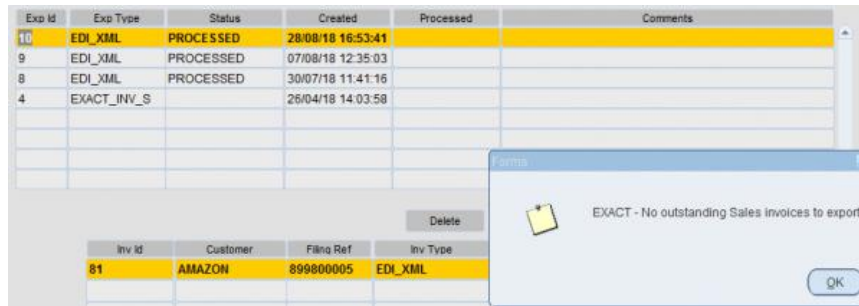 Exp Id Exp Type Status Created Processed Comments
10 EDI_XML PROCESSED 28/08/18 16:53:41
9 EDI_XML PROCESSED 07/08/18 12:35:03
8 EDI_XML PROCESSED 30/07/18 11:41:16
4 EXACT_INV_S 26/04/18 14:03:58
Forms
EXACT - No outstanding Sales invoices to export
Delete
Inv Id Customer Filing Ref Inv Type
81 AMAZON 899800005 EDI_XML
OK